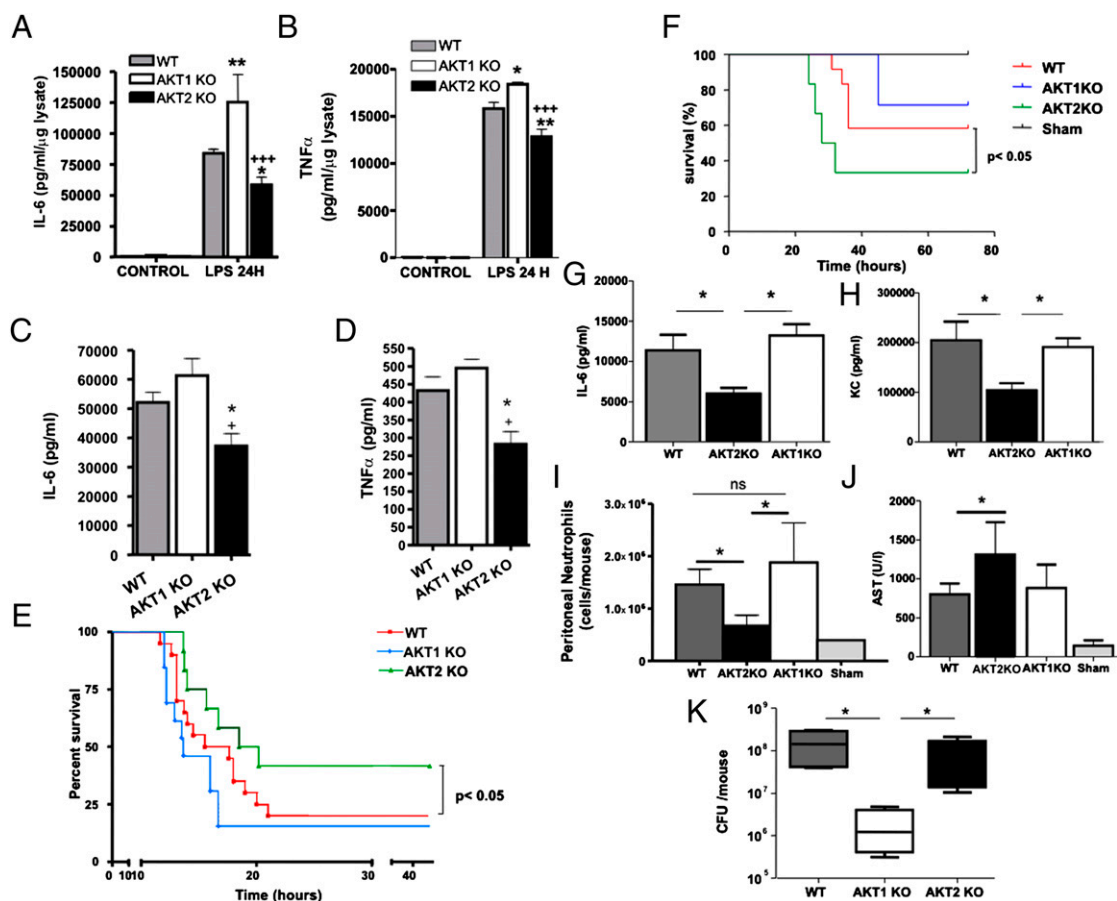 A
IL-6 (pg/ml/μg lysate)
150000
125000
100000
75000
50000
25000
0
WT
AKT1 KO
AKT2 KO
**
+++
*
CONTROL
LPS 24H
B
TNFα
(pg/ml/μg lysate)
20000
15000
10000
5000
0
WT
AKT1 KO
AKT2 KO
*
+++
**
CONTROL
LPS 24 H
C
IL-6 (pg/ml)
70000
60000
50000
40000
30000
20000
10000
0
*
+
WT
AKT1 KO
AKT2 KO
D
TNFα (pg/ml)
500
450
400
350
300
250
200
150
100
50
0
*
+
WT
AKT1 KO
AKT2 KO
E
Percent survival
100
75
50
25
0
WT
AKT1 KO
AKT2 KO
p< 0.05
0
10
10
20
30
40
Time (hours)
F
survival (%)
100
80
60
40
20
0
WT
AKT1KO
AKT2KO
Sham
p< 0.05
0
20
40
60
80
Time (hours)
G
IL-6 (pg/ml)
15000
10000
5000
0
*
*
WT
AKT2KO
AKT1KO
H
KC
(pg/ml)
300000
200000
100000
0
*
*
WT
AKT2KO
AKT1KO
I
Peritoneal Neutrophils
(cells/mouse)
3.0×10⁶
2.0×10⁶
1.0×10⁶
0
ns
*
*
WT
AKT2KO
AKT1KO
Sham
J
AST (U/l)
2000
1500
1000
500
0
*
WT
AKT2KO
AKT1KO
Sham
K
CFU /mouse
10⁹
10⁸
10⁷
10⁶
10⁵
*
*
WT
AKT1 KO
AKT2 KO